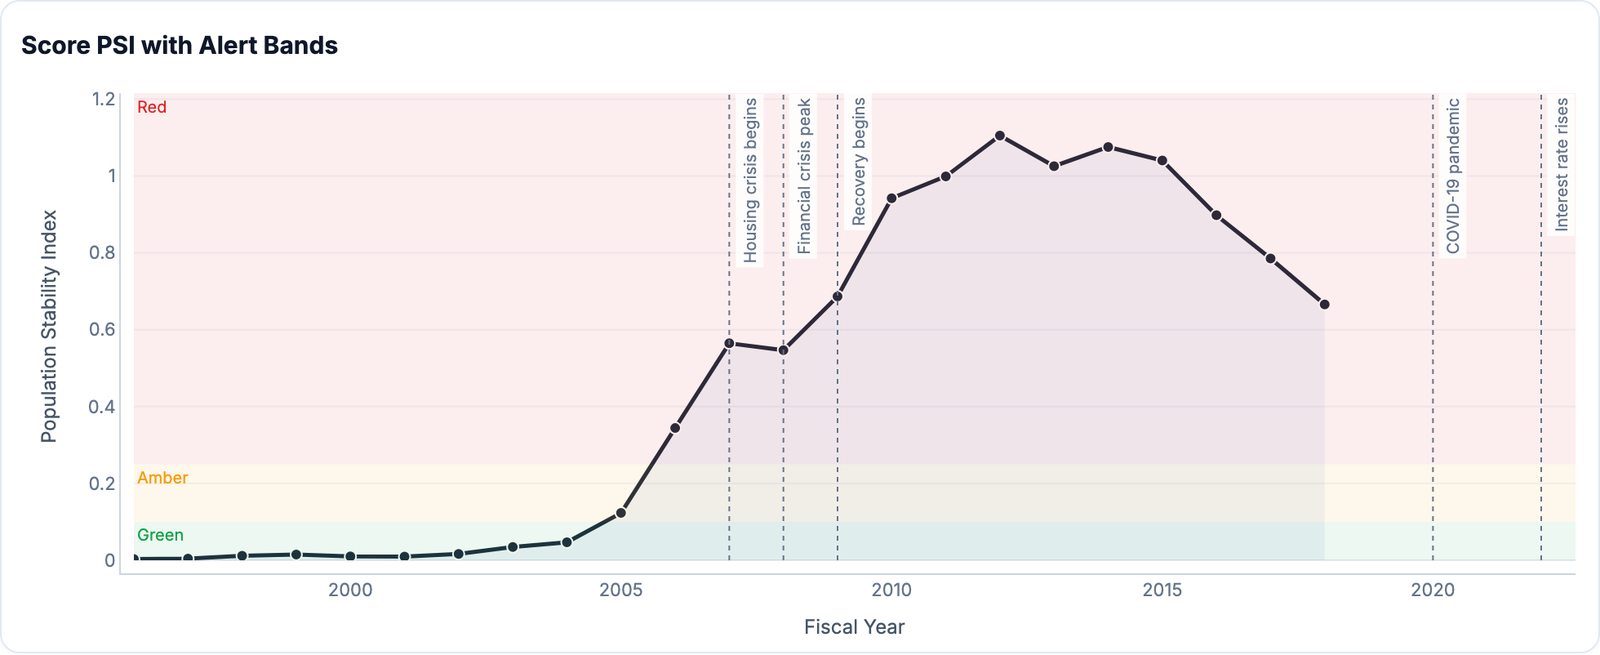 Score PSI with Alert Bands
Population Stability Index
1.2
1
0.8
0.6
0.4
0.2
0
Red
Amber
Green
Housing crisis begins
Financial crisis peak
Recovery begins
COVID-19 pandemic
Interest rate rises
2000
2005
2010
2015
2020
Fiscal Year